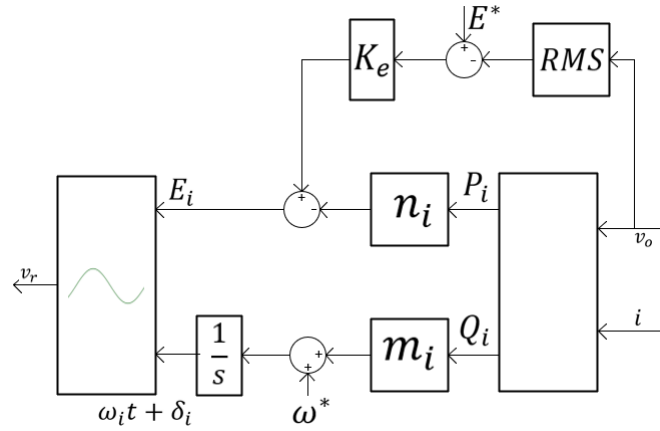 E*
K_e
+
-
RMS
E_i
+
-
n_i
P_i
v_o
v_r
1/s
+
+
m_i
Q_i
i
ω_i t + δ_i
ω*